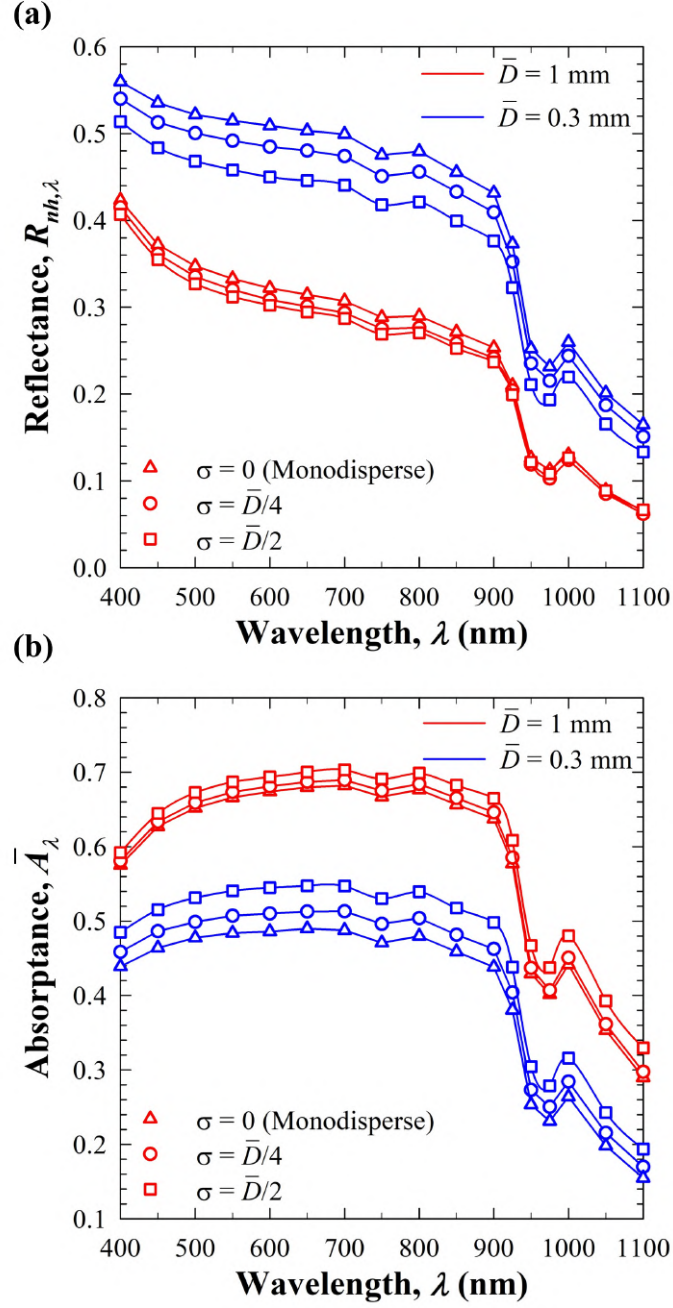 (a)
0.6
0.5
0.4
0.3
0.2
0.1
0.0
Reflectance, R_{nh,λ}
D̄ = 1 mm
D̄ = 0.3 mm
σ = 0 (Monodisperse)
σ = D̄/4
σ = D̄/2
400 500 600 700 800 900 1000 1100
Wavelength, λ (nm)
(b)
0.8
0.7
0.6
0.5
0.4
0.3
0.2
0.1
Absorptance, A̅_λ
D̄ = 1 mm
D̄ = 0.3 mm
σ = 0 (Monodisperse)
σ = D̄/4
σ = D̄/2
400 500 600 700 800 900 1000 1100
Wavelength, λ (nm)